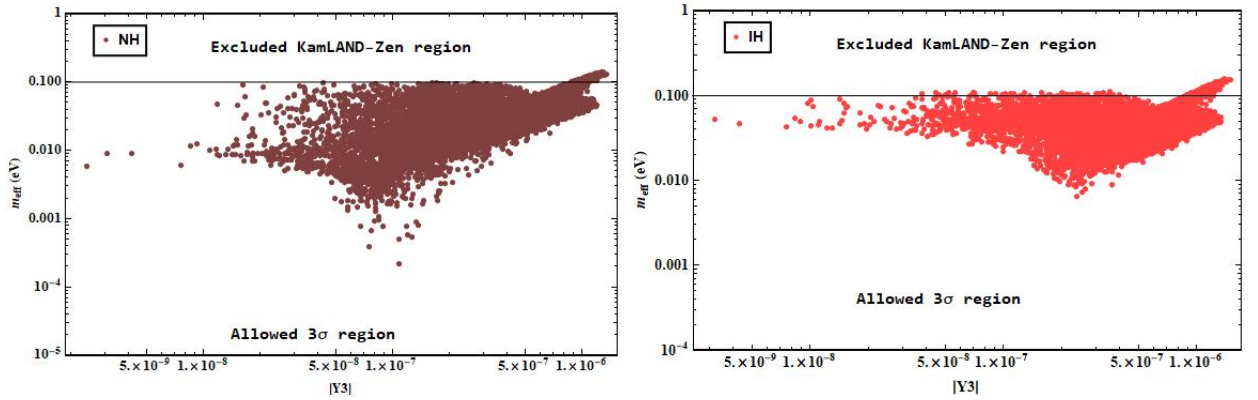 NH
Excluded KamLAND-Zen region
Allowed 3σ region
m_eff (eV)
1
0.100
0.010
0.001
10⁻⁴
10⁻⁵
5.×10⁻⁹ 1.×10⁻⁸ 5.×10⁻⁸ 1.×10⁻⁷ 5.×10⁻⁷ 1.×10⁻⁶
|Y3|
IH
Excluded KamLAND-Zen region
Allowed 3σ region
m_eff (eV)
1
0.100
0.010
0.001
10⁻⁴
5.×10⁻⁹ 1.×10⁻⁸ 5.×10⁻⁸ 1.×10⁻⁷ 5.×10⁻⁷ 1.×10⁻⁶
|Y3|